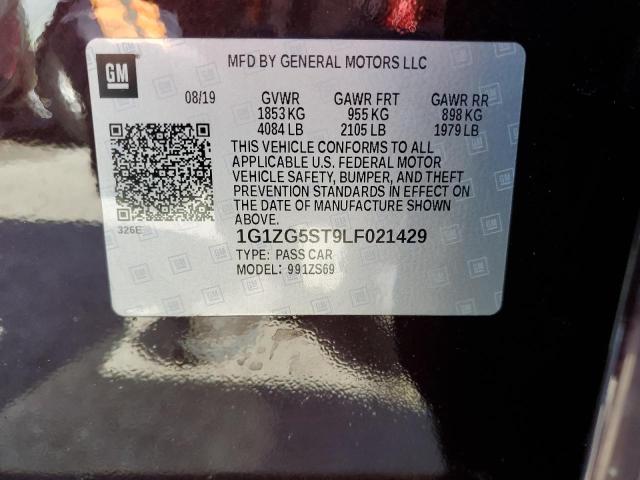 GM
MFD BY GENERAL MOTORS LLC
08/19 GVWR GAWR FRT GAWR RR
1853 KG 955 KG 898 KG
4084 LB 2105 LB 1979 LB
THIS VEHICLE CONFORMS TO ALL
APPLICABLE U.S. FEDERAL MOTOR
VEHICLE SAFETY, BUMPER, AND THEFT
PREVENTION STANDARDS IN EFFECT ON
THE DATE OF MANUFACTURE SHOWN
ABOVE.
326E
1G1ZG5ST9LF021429
TYPE: PASS CAR
MODEL: 991ZS69